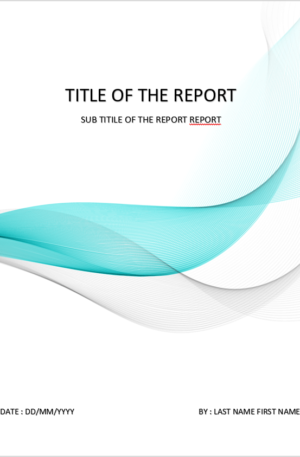 TITLE OF THE REPORT
SUB TITILE OF THE REPORT REPORT
DATE : DD/MM/YYYY
BY : LAST NAME FIRST NAME